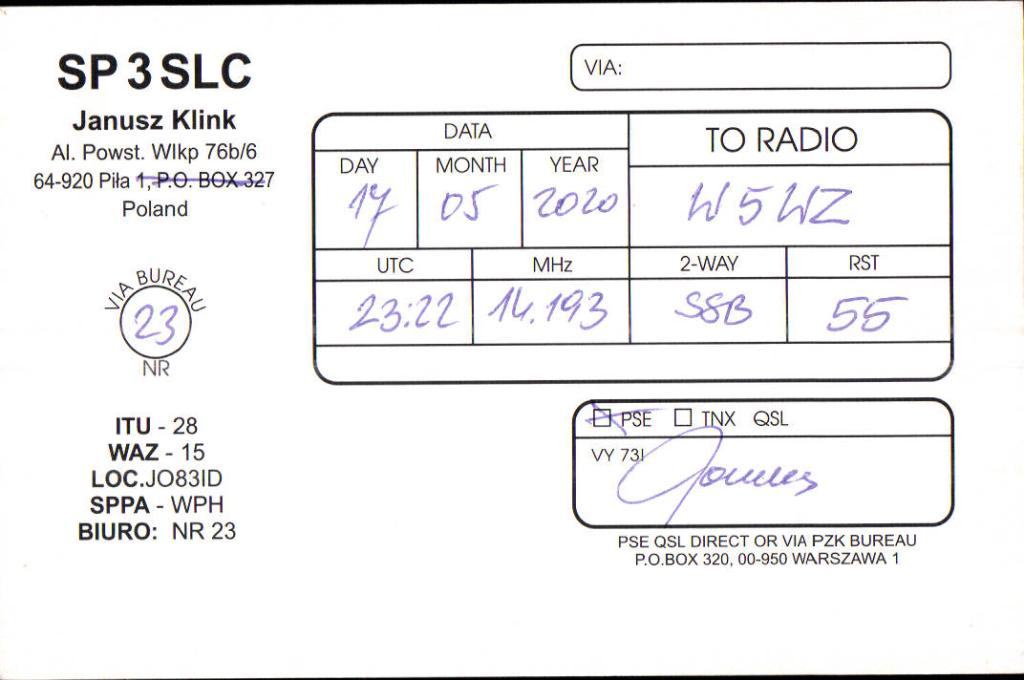 SP 3 SLC
Janusz Klink
Al. Powst. Wlkp 76b/6
64-920 Piła 1, P.O. BOX 327
Poland
VIA BUREAU
23
NR
ITU - 28
WAZ - 15
LOC.JO83ID
SPPA - WPH
BIURO: NR 23
VIA:
DATA
TO RADIO
DAY MONTH YEAR
17 05 2020
W5WZ
UTC MHz 2-WAY RST
23:22 14.193 SSB 55
PSE TNX QSL
VY 73!
Janusz
PSE QSL DIRECT OR VIA PZK BUREAU
P.O.BOX 320, 00-950 WARSZAWA 1